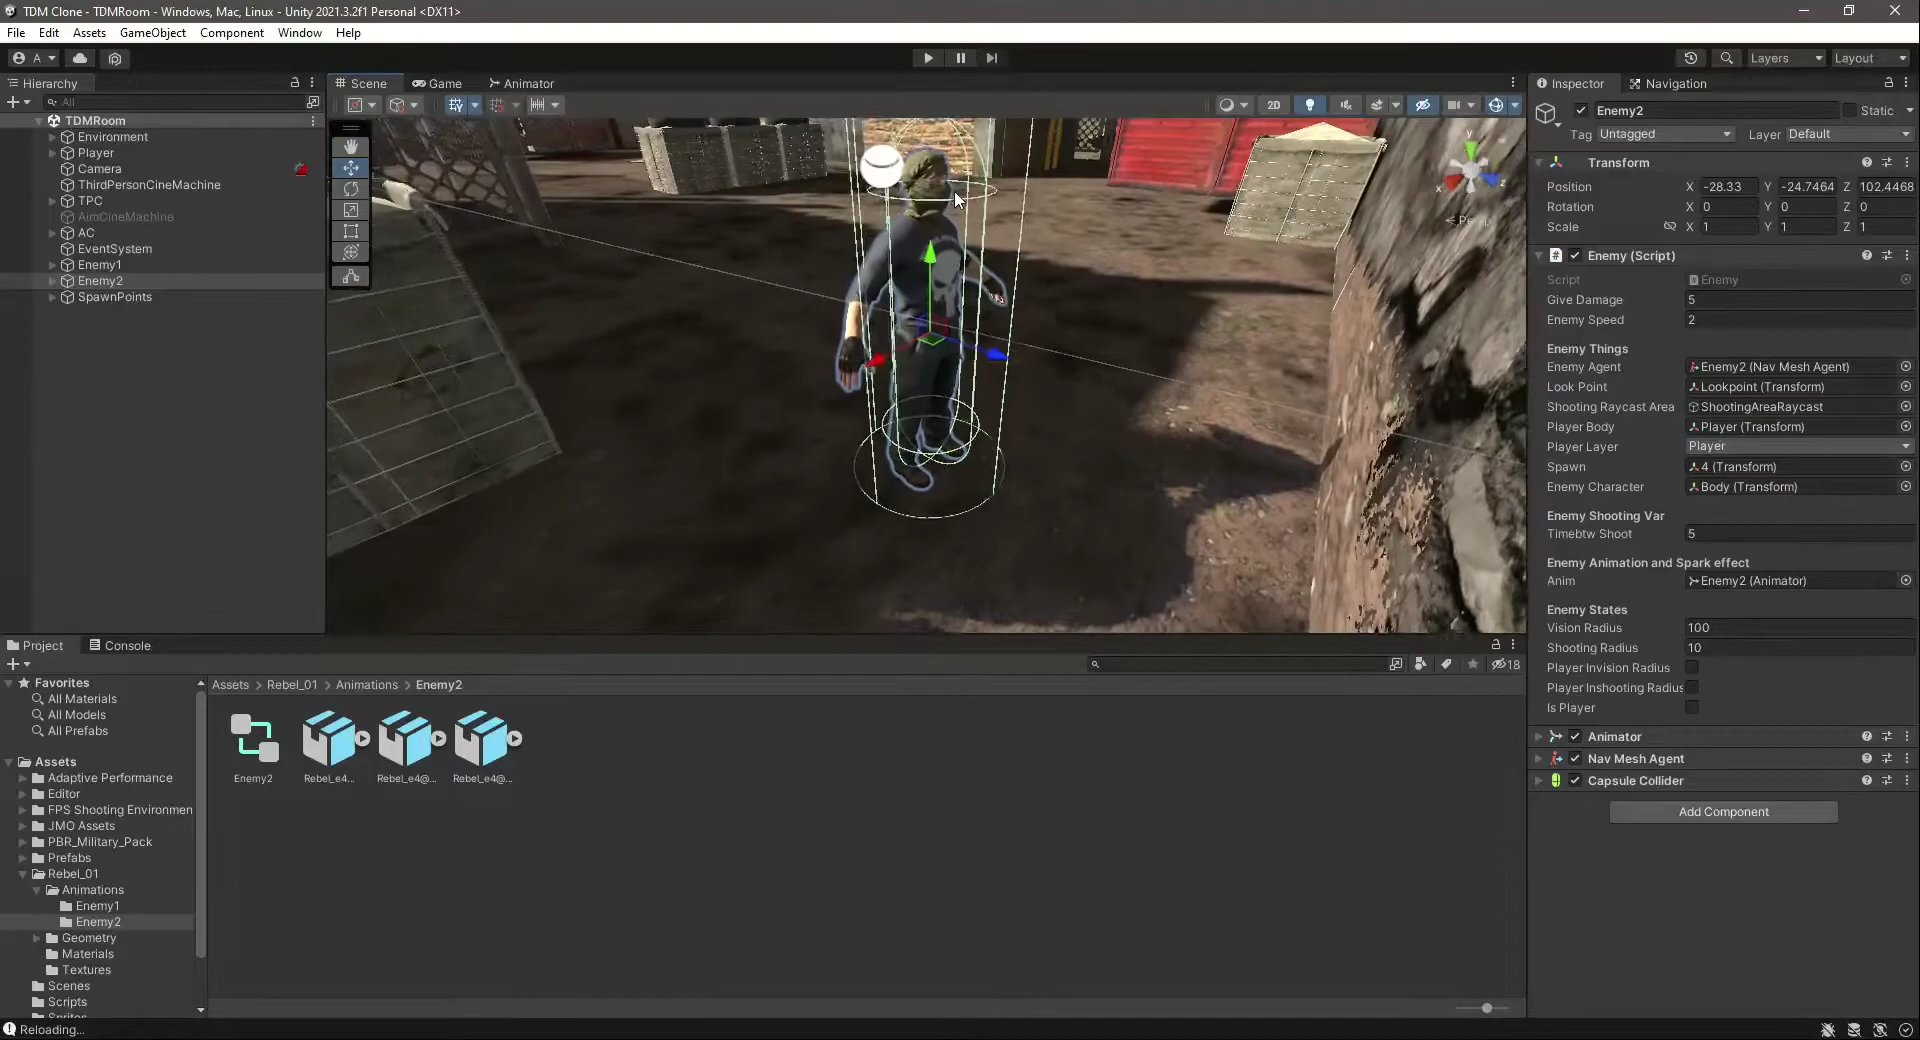 TDM Clone - TDMRoom - Windows, Mac, Linux - Unity 2021.3.2f1 Personal <DX11>
File Edit Assets GameObject Component Window Help
A
Layers
Layout
Hierarchy
All
TDMRoom
Environment
Player
Camera
ThirdPersonCineMachine
TPC
AimCineMachine
AC
EventSystem
Enemy1
Enemy2
SpawnPoints
Scene
Game
Animator
2D
y
x
z
Inspector
Navigation
Enemy2
Static
Tag Untagged
Layer Default
Transform
Position X -28.33 Y -24.7464 Z 102.4468
Rotation X 0 Y 0 Z 0
Scale X 1 Y 1 Z 1
Enemy (Script)
Script Enemy
Give Damage 5
Enemy Speed 2
Enemy Things
Enemy Agent Enemy2 (Nav Mesh Agent)
Look Point Lookpoint (Transform)
Shooting Raycast Area ShootingAreaRaycast
Player Body Player (Transform)
Player Layer Player
Spawn 4 (Transform)
Enemy Character Body (Transform)
Enemy Shooting Var
Timebtw Shoot 5
Enemy Animation and Spark effect
Anim Enemy2 (Animator)
Enemy States
Vision Radius 100
Shooting Radius 10
Player Invision Radius
Player Inshooting Radius
Is Player
Animator
Nav Mesh Agent
Capsule Collider
Add Component
Project
Console
18
Favorites
All Materials
All Models
All Prefabs
Assets
Adaptive Performance
Editor
FPS Shooting Environmen
JMO Assets
PBR_Military_Pack
Prefabs
Rebel_01
Animations
Enemy1
Enemy2
Geometry
Materials
Textures
Scenes
Scripts
Assets > Rebel_01 > Animations > Enemy2
Enemy2
Rebel_e4...
Rebel_e4@...
Rebel_e4@...
Reloading...